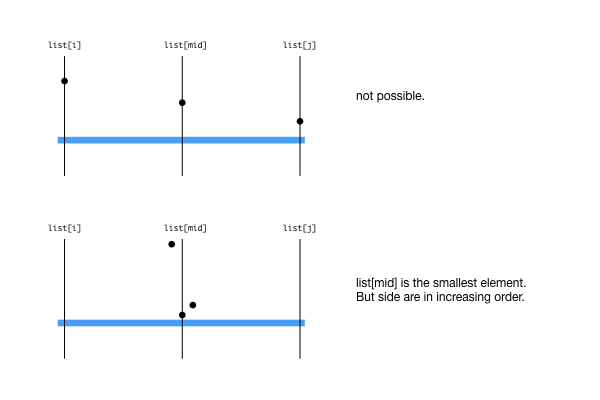 list[i] list[mid] list[j]
not possible.
list[i] list[mid] list[j]
list[mid] is the smallest element.
But side are in increasing order.